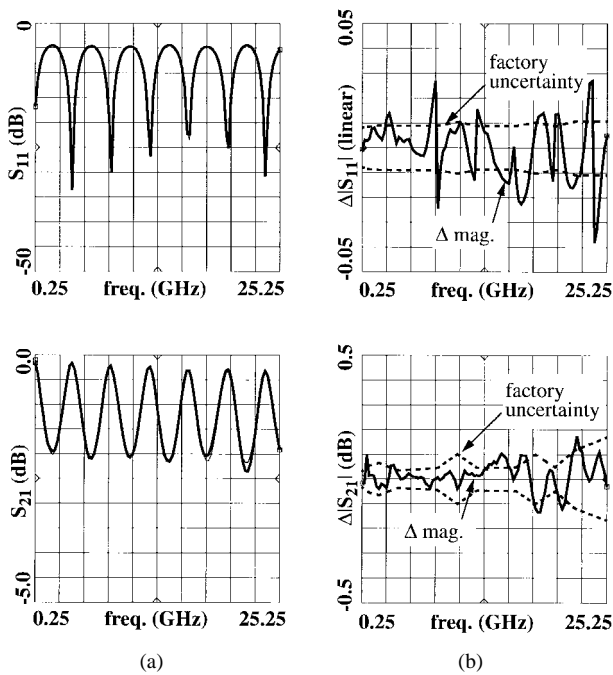 0
S11 (dB)
-50
0.25 freq. (GHz) 25.25
0.05
Δ|S11| (linear)
factory
uncertainty
Δ mag.
-0.05
0.25 freq. (GHz) 25.25
0.0
S21 (dB)
-5.0
0.25 freq. (GHz) 25.25
0.5
Δ|S21| (dB)
factory
uncertainty
Δ mag.
-0.5
0.25 freq. (GHz) 25.25
(a)
(b)